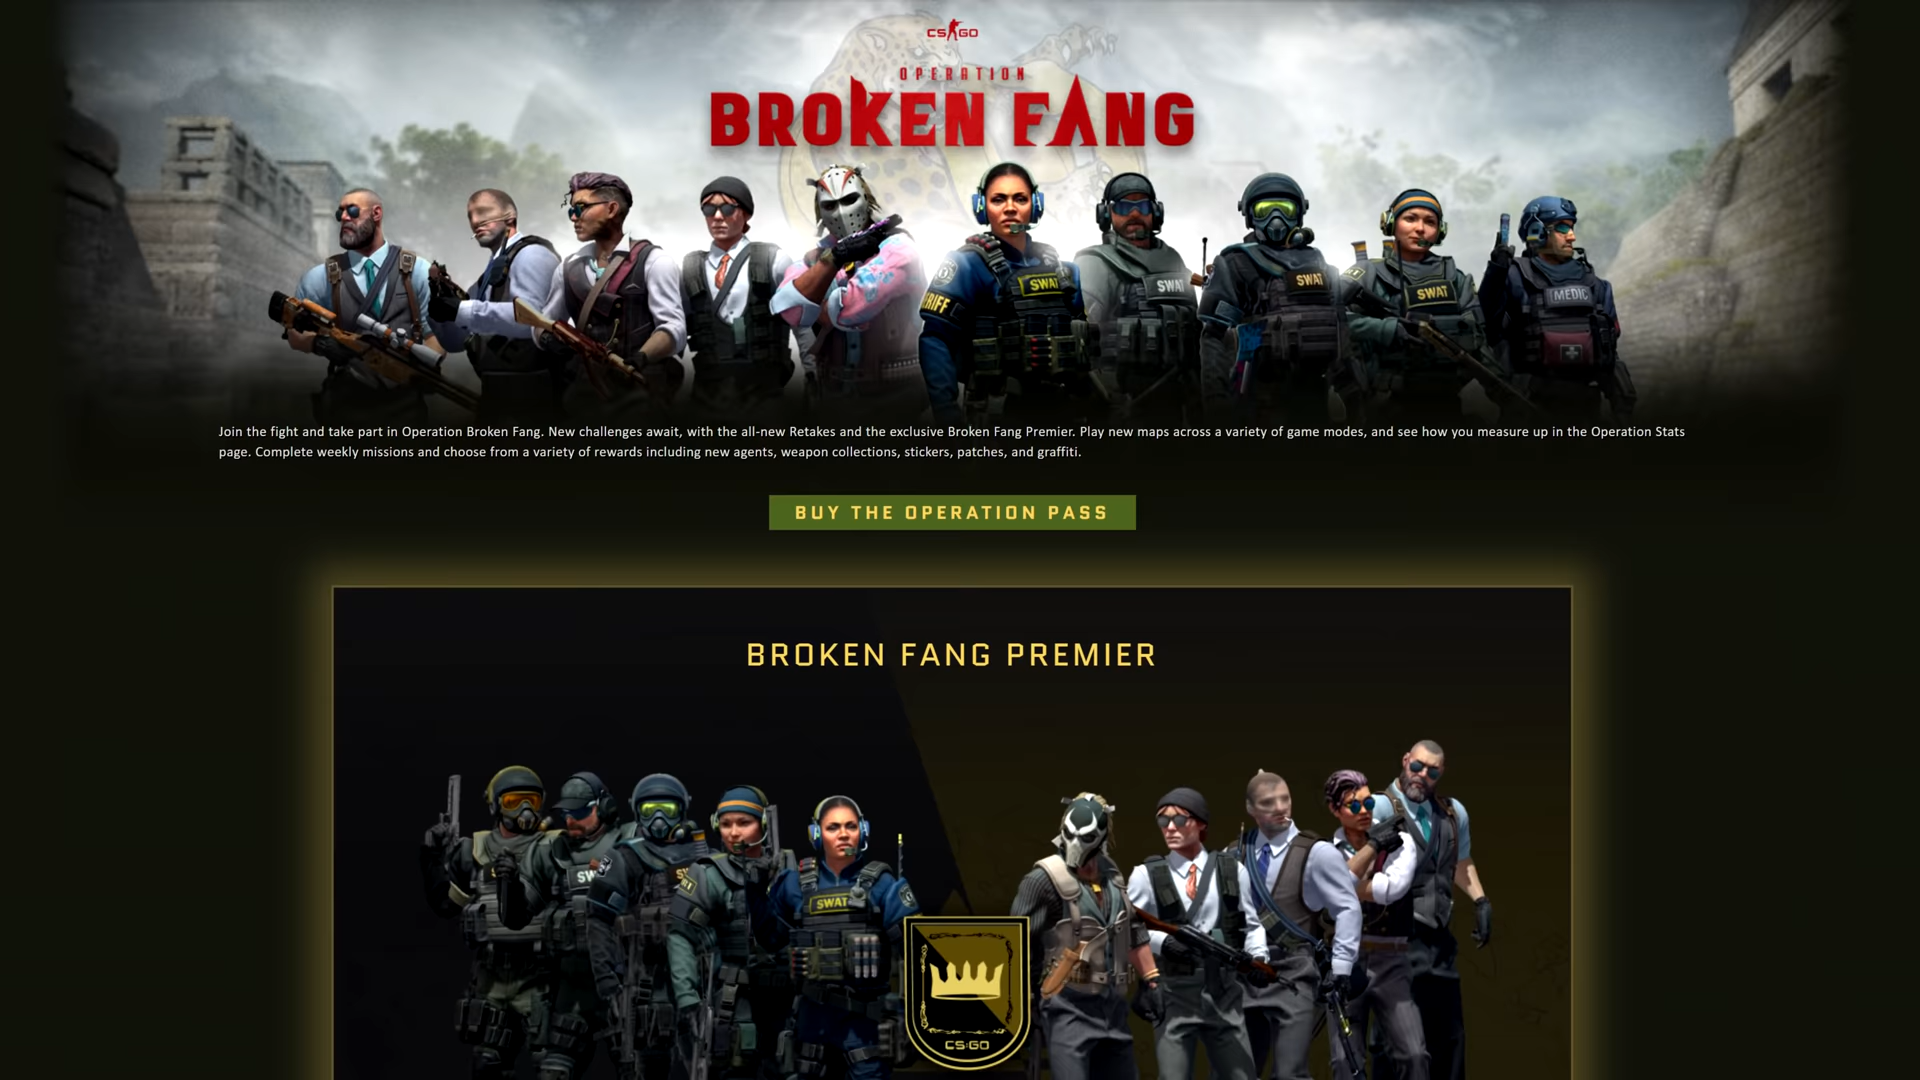 CS GO
OPERATION
BROKEN FANG
SHERIFF
SWAT
SWAT
SWAT
SWAT
MEDIC
Join the fight and take part in Operation Broken Fang. New challenges await, with the all-new Retakes and the exclusive Broken Fang Premier. Play new maps across a variety of game modes, and see how you measure up in the Operation Stats
page. Complete weekly missions and choose from a variety of rewards including new agents, weapon collections, stickers, patches, and graffiti.
BUY THE OPERATION PASS
BROKEN FANG PREMIER
SWAT
CS:GO